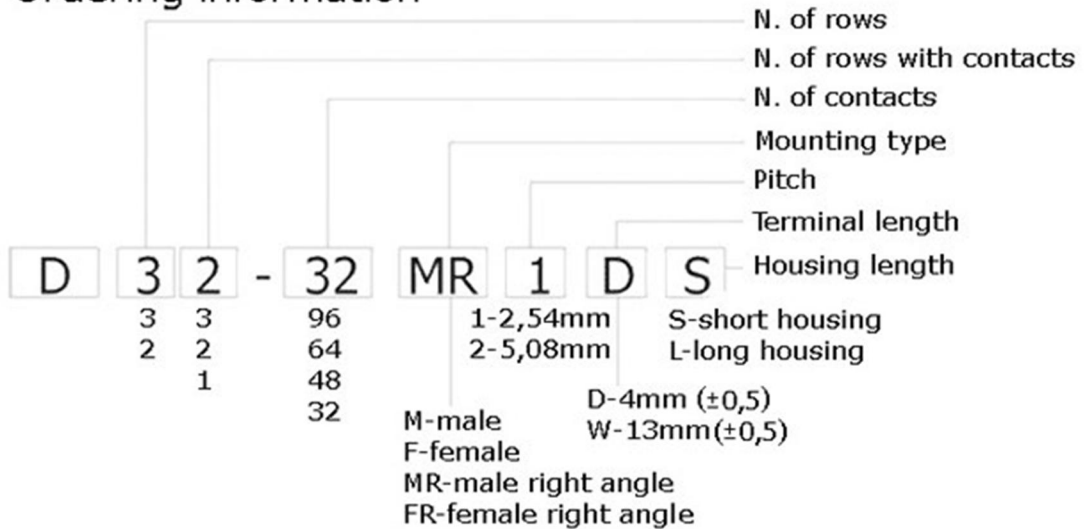 Ordering information
N. of rows
N. of rows with contacts
N. of contacts
Mounting type
Pitch
Terminal length
Housing length
D 3 2 - 32 MR 1 D S
3 3 96 1-2,54mm S-short housing
2 2 64 2-5,08mm L-long housing
1 48
32
D-4mm (±0,5)
W-13mm(±0,5)
M-male
F-female
MR-male right angle
FR-female right angle